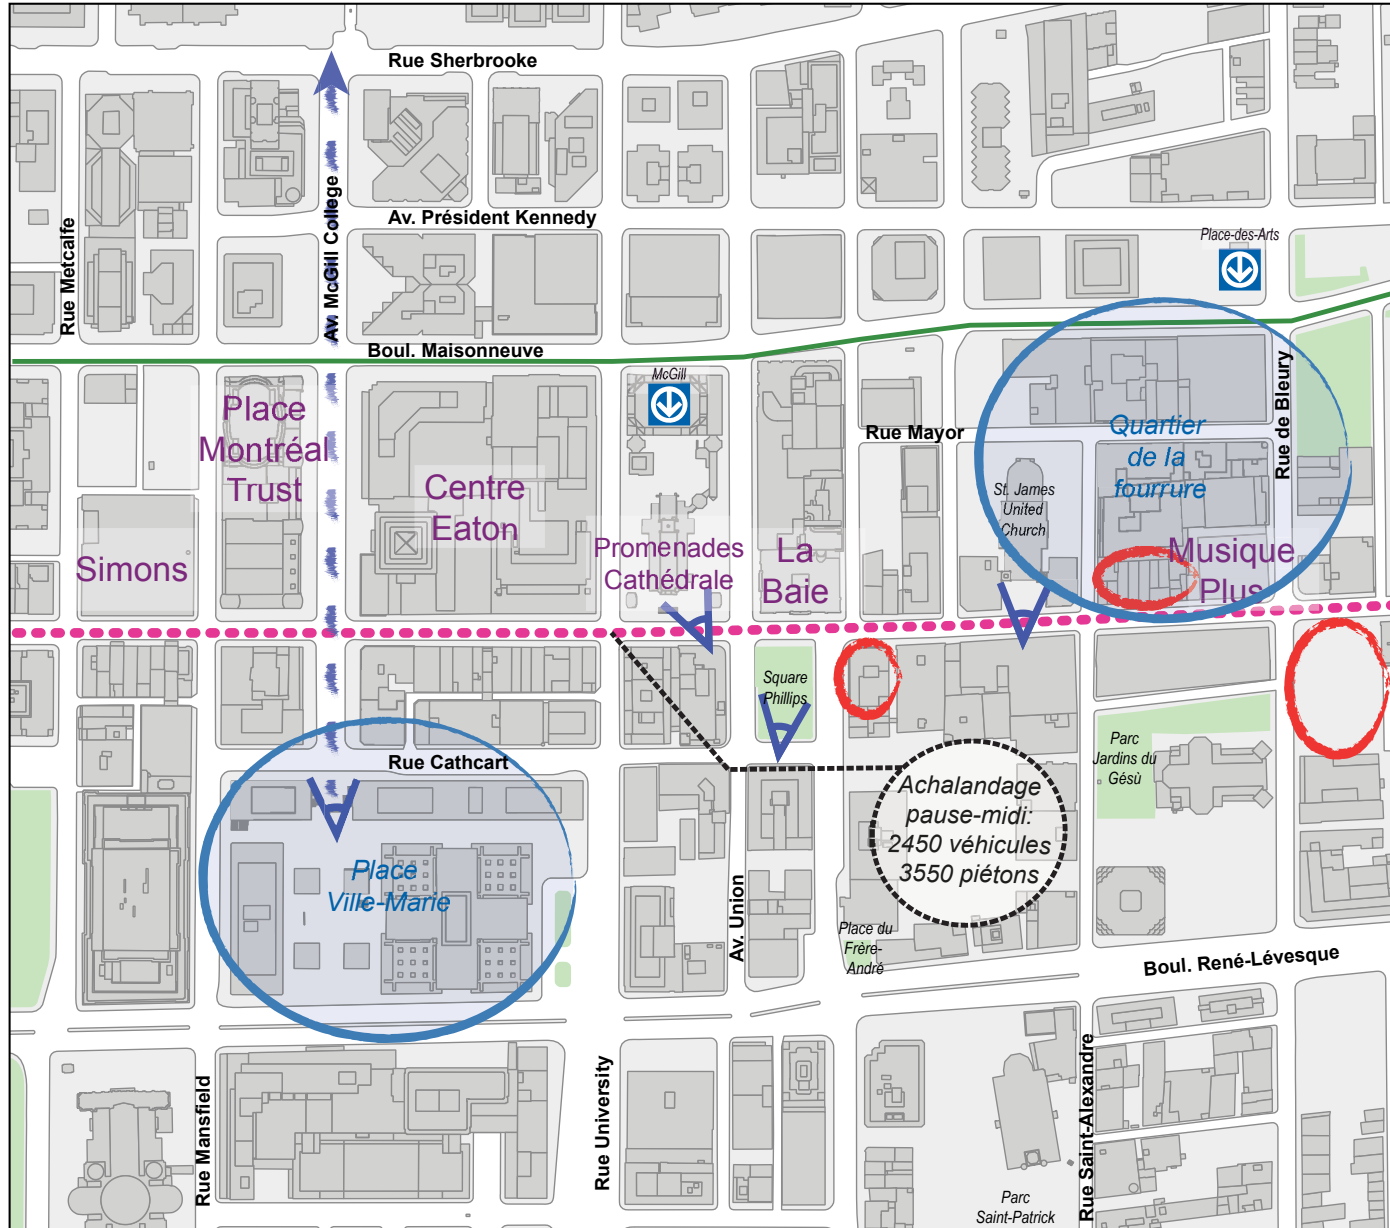 Rue Sherbrooke
Av. McGill College
Rue Metcalfe
Av. Président Kennedy
Place-des-Arts
Boul. Maisonneuve
McGill
Place
Montréal
Trust
Centre
Eaton
Rue Mayor
Quartier
de la
fourrure
Rue de Bleury
St. James
United
Church
Simons
Promenades
Cathédrale
La
Baie
Musique
Plus
Square
Phillips
Rue Cathcart
Parc
Jardins du
Gésù
Achalandage
pause-midi:
2450 véhicules
3550 piétons
Place
Ville-Marie
Av. Union
Place du
Frère-
André
Boul. René-Lévesque
Rue Mansfield
Rue University
Rue Saint-Alexandre
Parc
Saint-Patrick